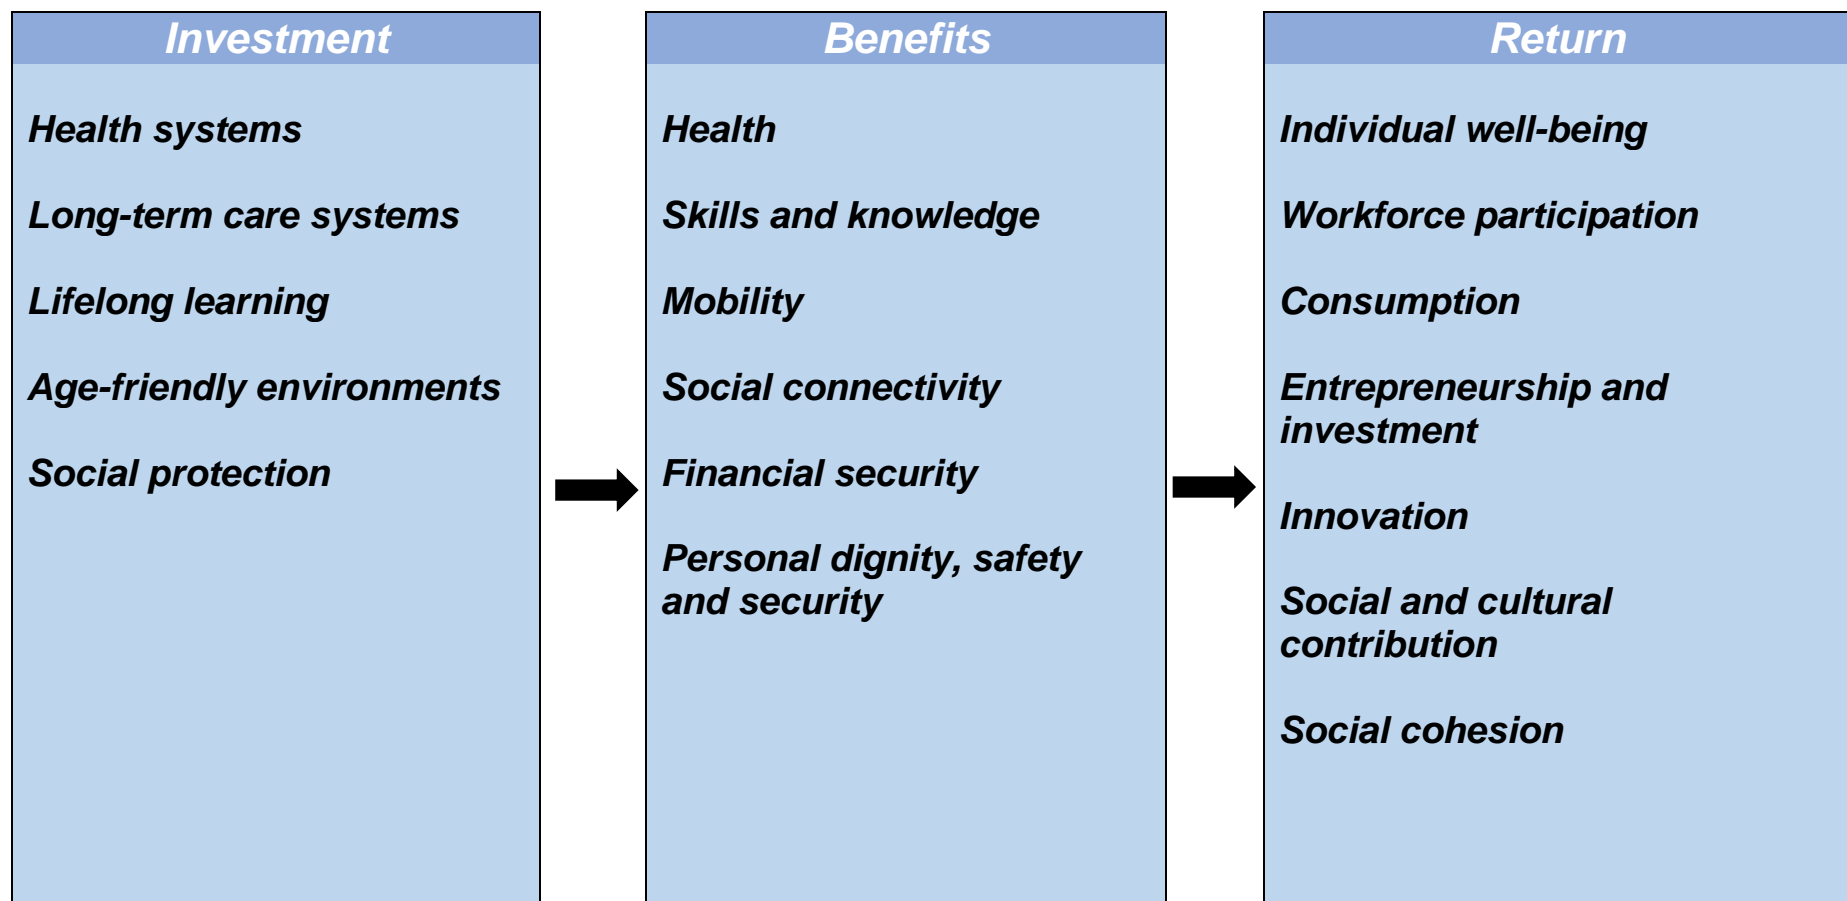 Investment
Health systems
Long-term care systems
Lifelong learning
Age-friendly environments
Social protection
Benefits
Health
Skills and knowledge
Mobility
Social connectivity
Financial security
Personal dignity, safety
and security
Return
Individual well-being
Workforce participation
Consumption
Entrepreneurship and
investment
Innovation
Social and cultural
contribution
Social cohesion